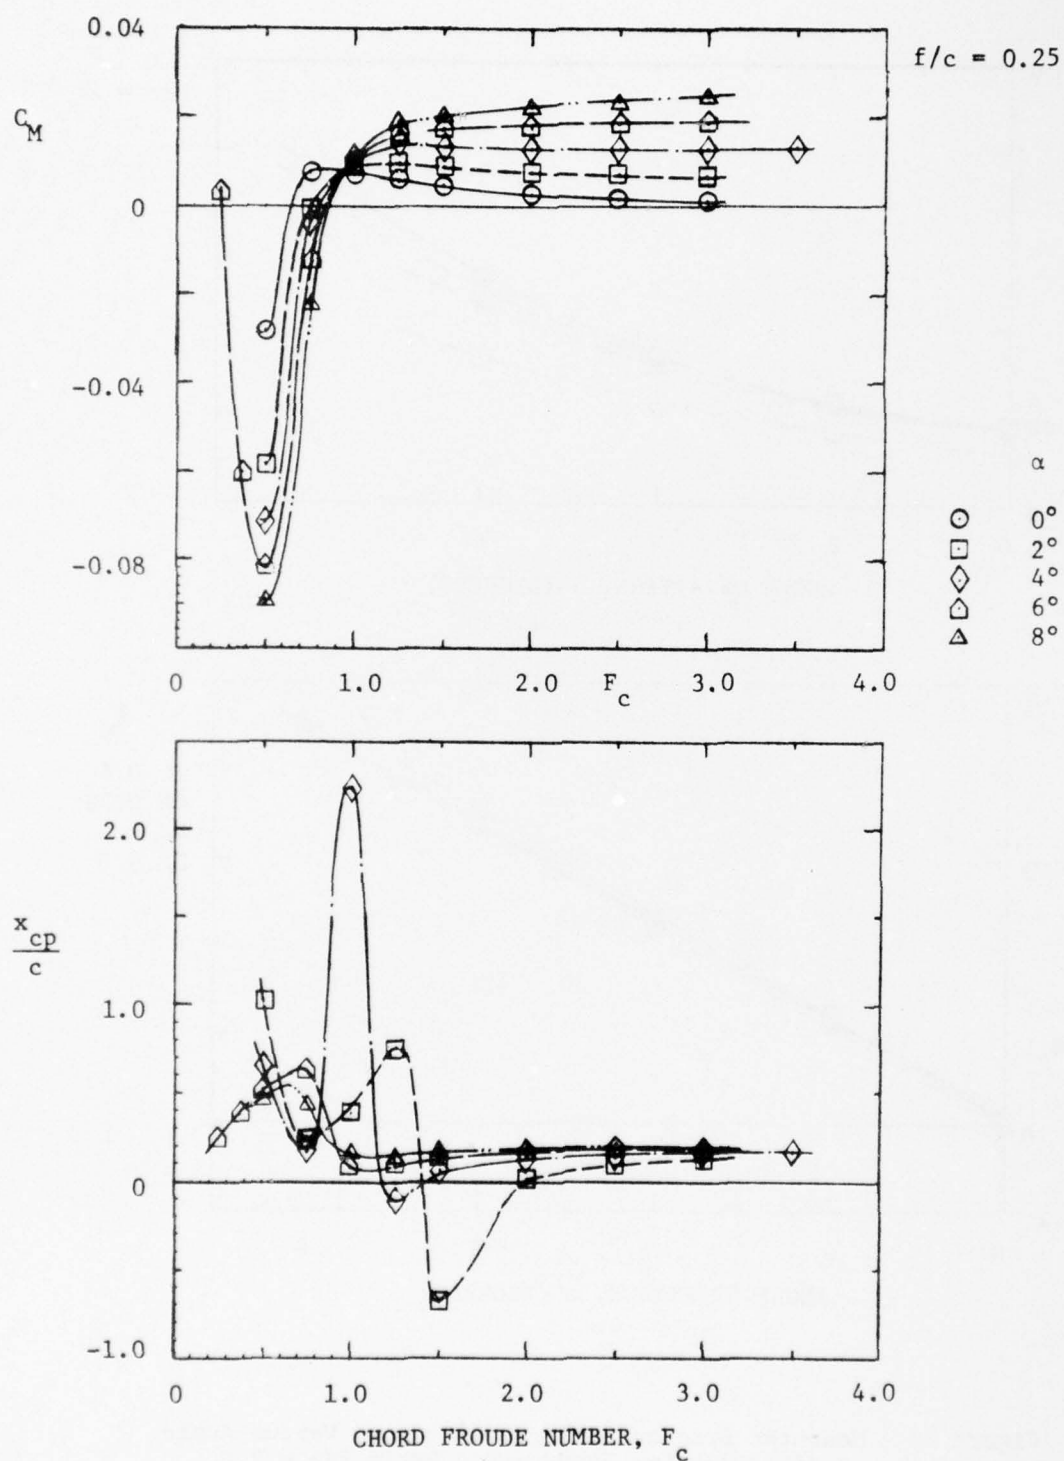 0.04
f/c = 0.25
C_M
0
-0.04
-0.08
α
0°
2°
4°
6°
8°
0 1.0 2.0 F_c 3.0 4.0
2.0
x_cp
c
1.0
0
-1.0
0 1.0 2.0 3.0 4.0
CHORD FROUDE NUMBER, F_c